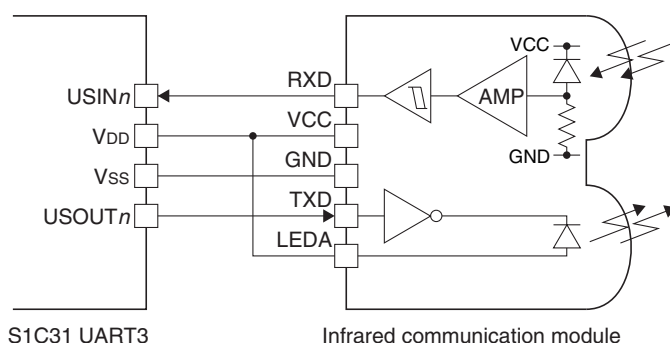 VCC
RXD
USINn
AMP
VCC
VDD
GND
GND
VSS
TXD
USOUTn
LEDA
S1C31 UART3
Infrared communication module